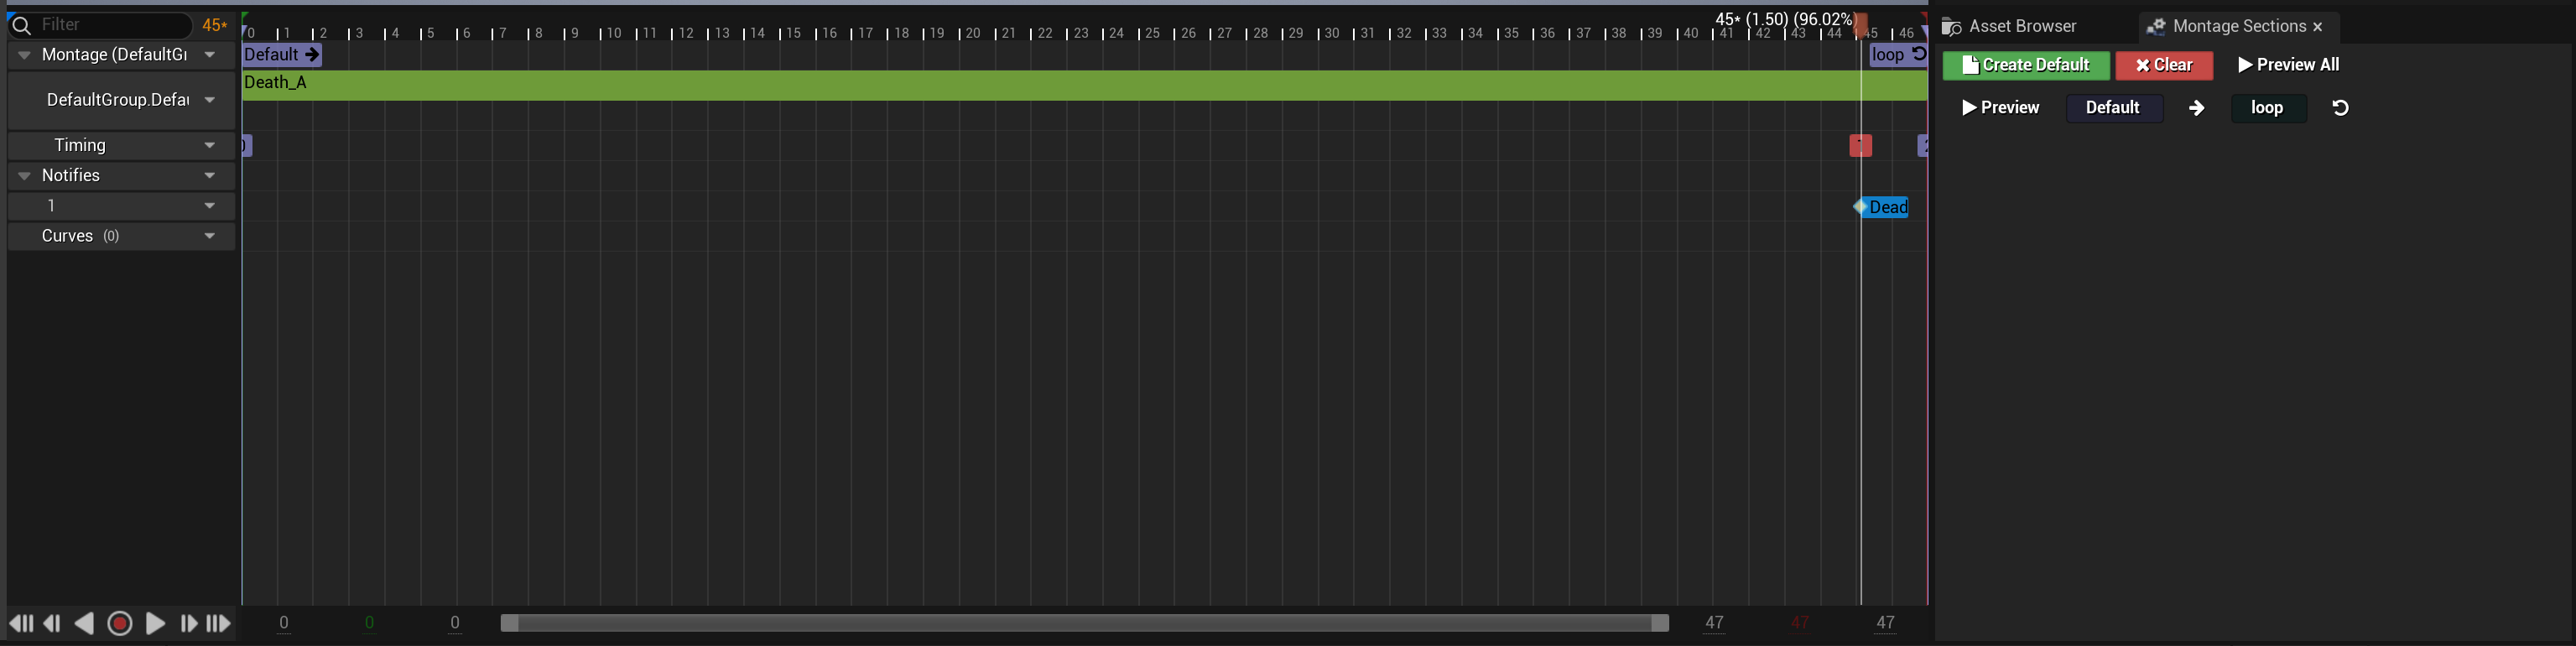 Filter 45*
45* (1.50) (96.02%)
0 1 2 3 4 5 6 7 8 9 10 11 12 13 14 15 16 17 18 19 20 21 22 23 24 25 26 27 28 29 30 31 32 33 34 35 36 37 38 39 40 41 42 43 44 45 46
Asset Browser Montage Sections
Montage (DefaultGr
Default loop
Create Default Clear Preview All
Death_A
DefaultGroup.Defau
Preview Default loop
Timing
Notifies
1
Dead
Curves (0)
0 0 0 47 47 47